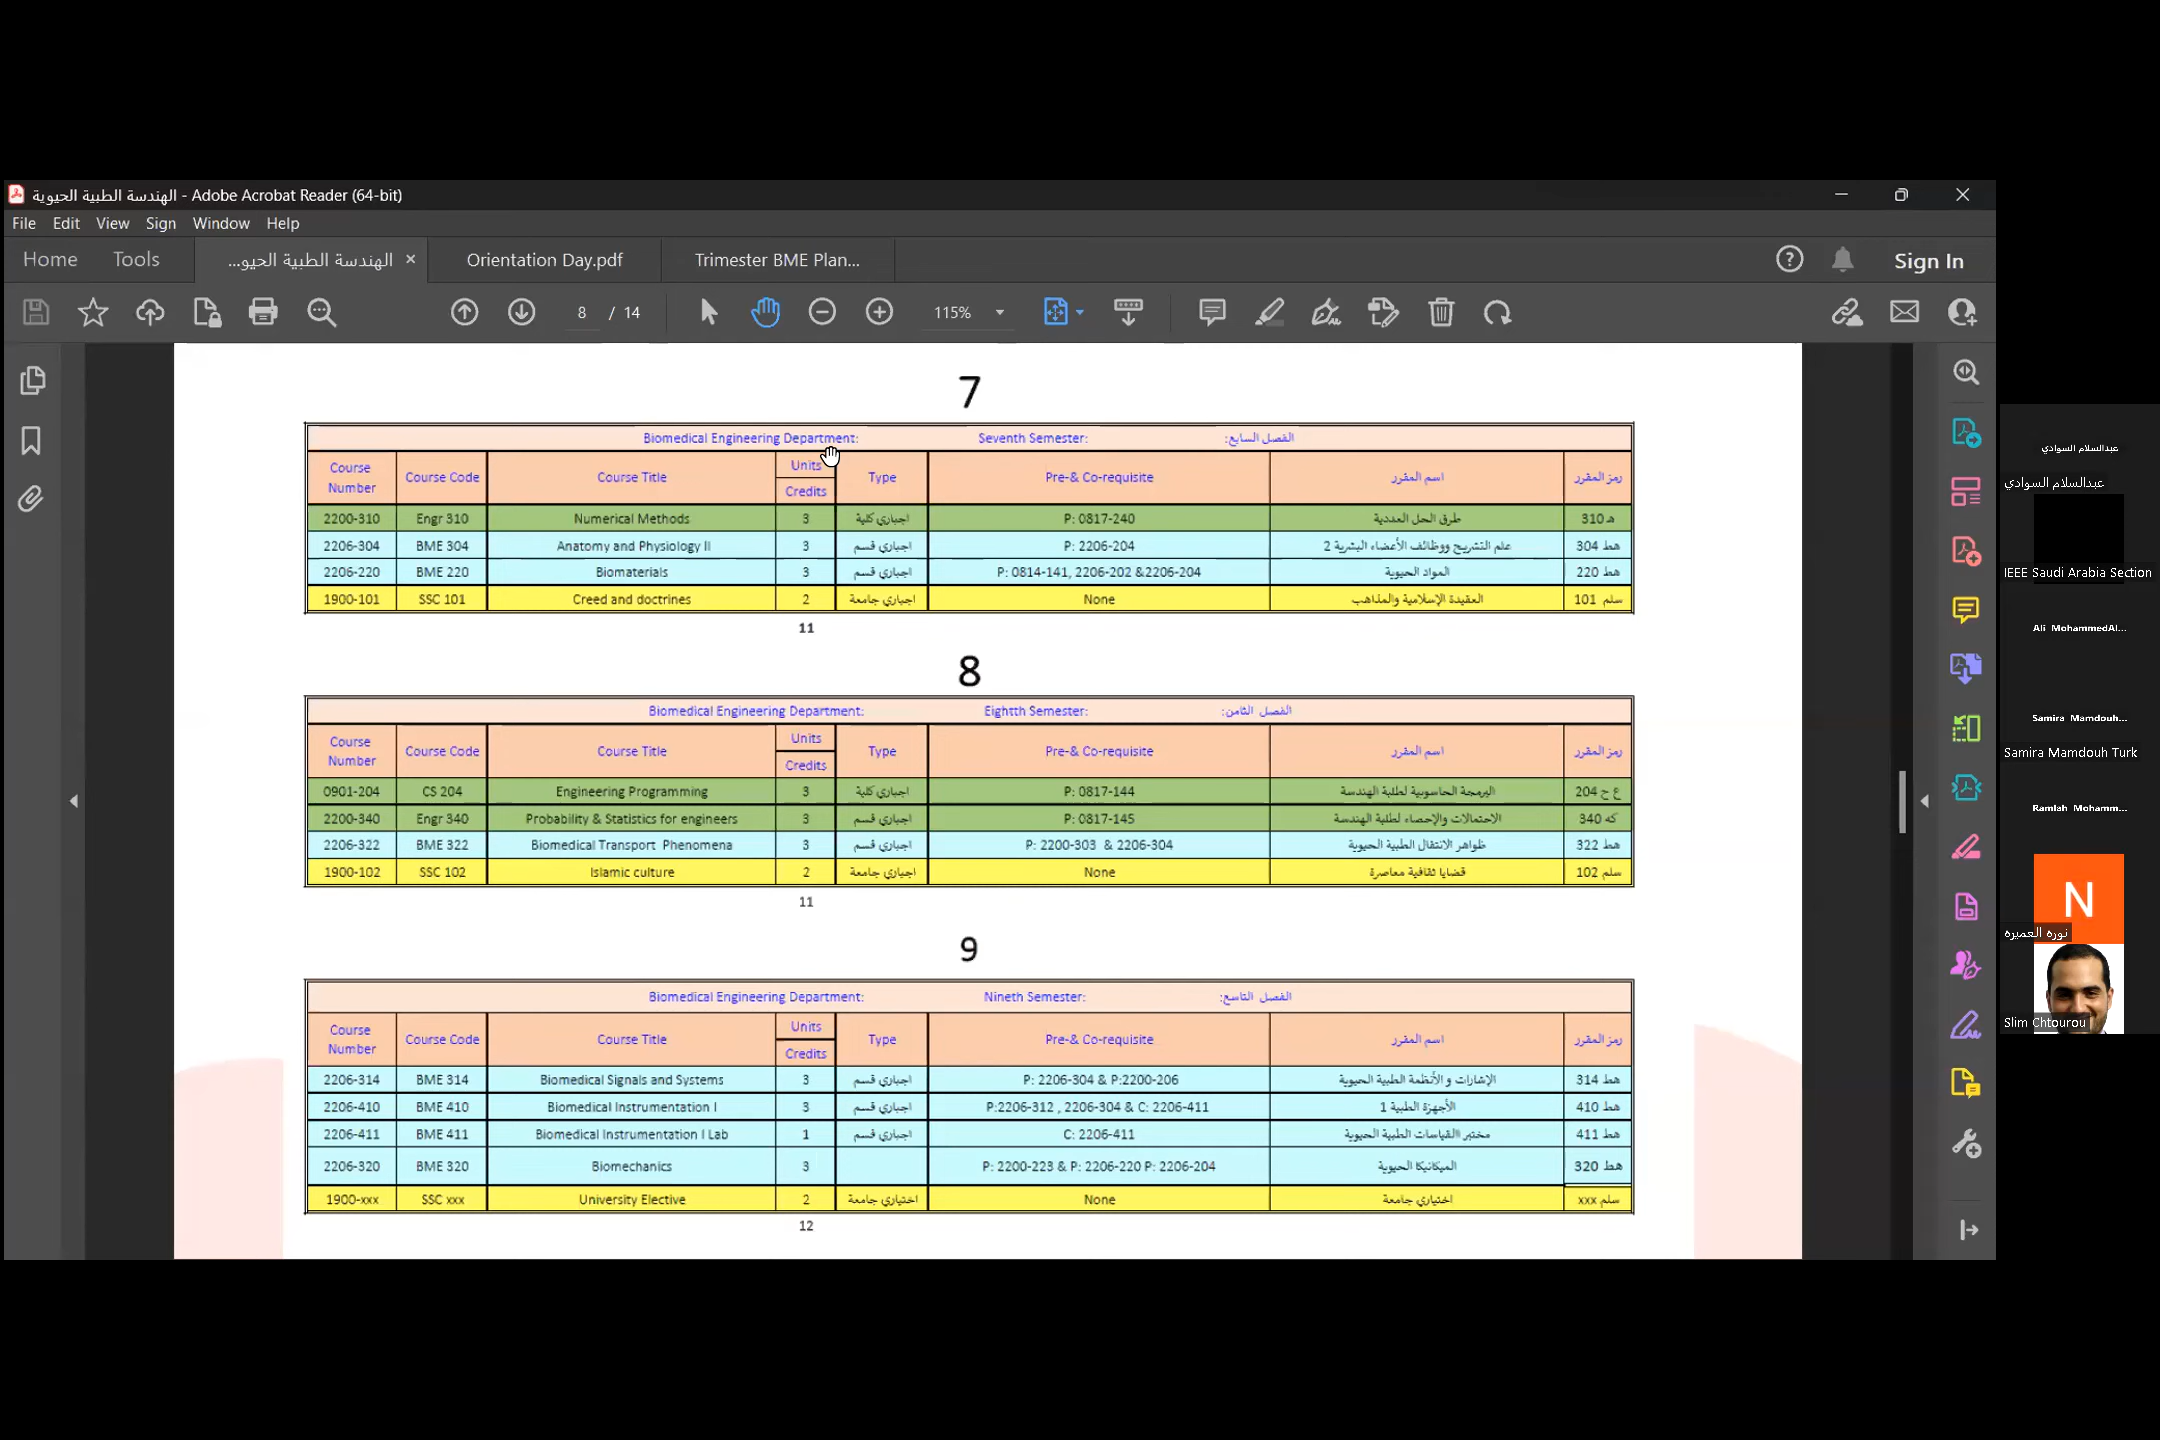 الهندسة الطبية الحيوية - Adobe Acrobat Reader (64-bit)
File Edit View Sign Window Help
Home Tools الهندسة الطبية الحيو... × Orientation Day.pdf Trimester BME Plan... Sign In
8 / 14 115%
7
Biomedical Engineering Department: Seventh Semester: الفصل السابع:
Course Number Course Code Course Title Units Credits Type Pre-& Co-requisite اسم المقرر رمز المقرر
2200-310 Engr 310 Numerical Methods 3 اجباري كلية P: 0817-240 طرق الحل العددية هـ 310
2206-304 BME 304 Anatomy and Physiology II 3 اجباري قسم P: 2206-204 علم التشريح ووظائف الأعضاء البشرية 2 هط 304
2206-220 BME 220 Biomaterials 3 اجباري قسم P: 0814-141, 2206-202 &2206-204 المواد الحيوية هط 220
1900-101 SSC 101 Creed and doctrines 2 اجباري جامعة None العقيدة الإسلامية والمذاهب سلم 101
11
8
Biomedical Engineering Department: Eightth Semester: الفصل الثامن:
Course Number Course Code Course Title Units Credits Type Pre-& Co-requisite اسم المقرر رمز المقرر
0901-204 CS 204 Engineering Programming 3 اجباري كلية P: 0817-144 البرمجة الحاسوبية لطلبة الهندسة ع ح 204
2200-340 Engr 340 Probability & Statistics for engineers 3 اجباري قسم P: 0817-145 الاحتمالات والإحصاء لطلبة الهندسة كه 340
2206-322 BME 322 Biomedical Transport Phenomena 3 اجباري قسم P: 2200-303 & 2206-304 ظواهر الانتقال الطبية الحيوية هط 322
1900-102 SSC 102 Islamic culture 2 اجباري جامعة None قضايا ثقافية معاصرة سلم 102
11
9
Biomedical Engineering Department: Nineth Semester: الفصل التاسع:
Course Number Course Code Course Title Units Credits Type Pre-& Co-requisite اسم المقرر رمز المقرر
2206-314 BME 314 Biomedical Signals and Systems 3 اجباري قسم P: 2206-304 & P:2200-206 الإشارات و الأنظمة الطبية الحيوية هط 314
2206-410 BME 410 Biomedical Instrumentation I 3 اجباري قسم P:2206-312 , 2206-304 & C: 2206-411 الأجهزة الطبية 1 هط 410
2206-411 BME 411 Biomedical Instrumentation I Lab 1 اجباري قسم C: 2206-411 مختبر االقياسات الطبية الحيوية هط 411
2206-320 BME 320 Biomechanics 3 P: 2200-223 & P: 2206-220 P: 2206-204 الميكانيكا الحيوية هط 320
1900-xxx SSC xxx University Elective 2 اختياري جامعة None اختياري جامعة سلم xxx
12
عبدالسلام السوادي
عبدالسلام السوادي
IEEE Saudi Arabia Section
Ali MohammedAl...
Samira Mamdouh...
Samira Mamdouh Turk
Ramlah Mohamm...
N
نوره العميره
Slim Chtourou